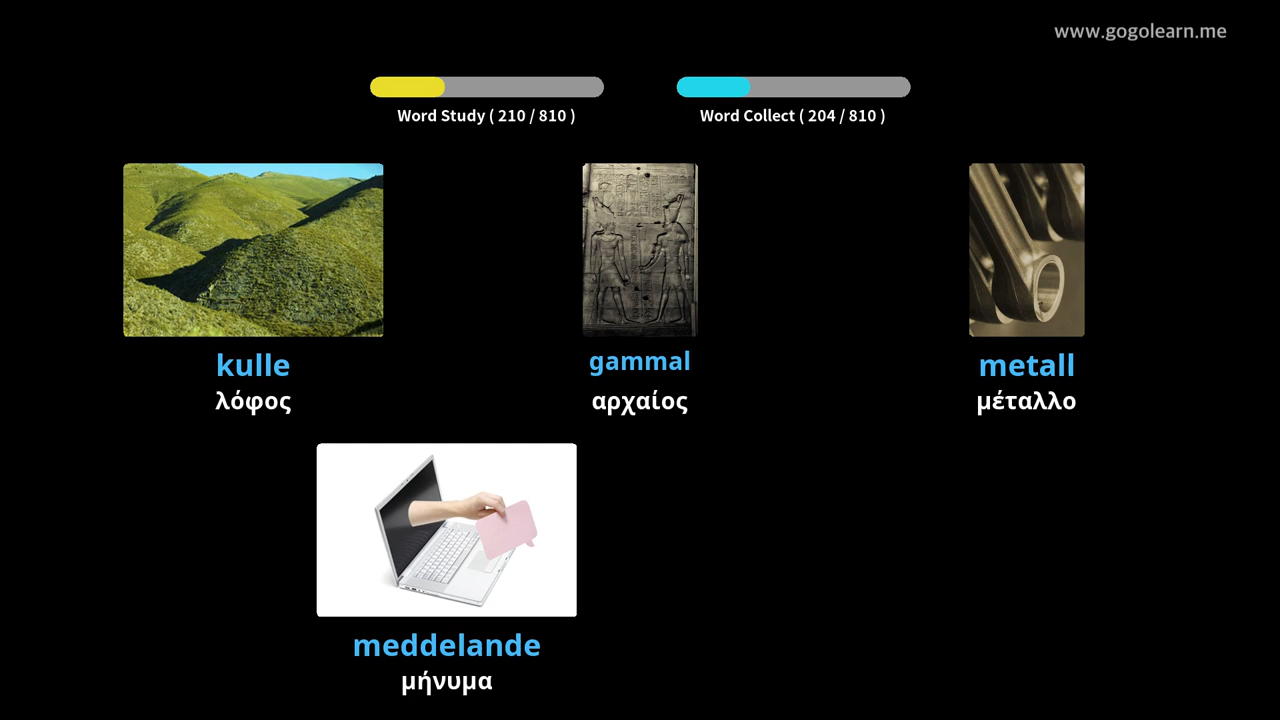 www.gogolearn.me
Word Study ( 210 / 810 )
Word Collect ( 204 / 810 )
kulle
λόφος
gammal
αρχαίος
metall
μέταλλο
meddelande
μήνυμα